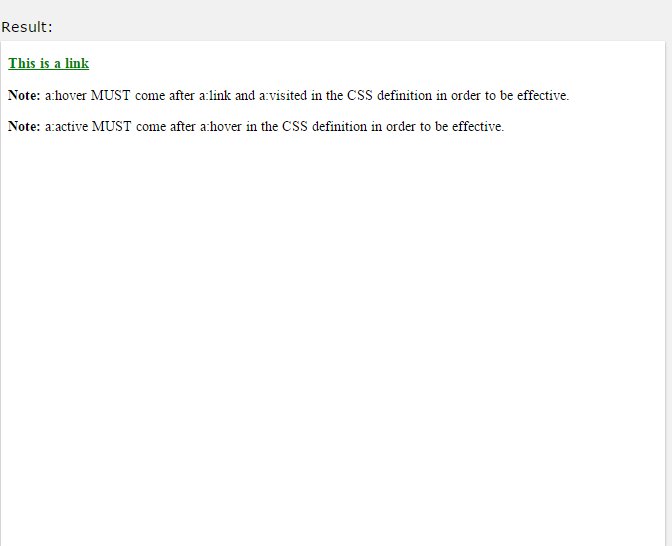 Result:
This is a link
Note: a:hover MUST come after a:link and a:visited in the CSS definition in order to be effective.
Note: a:active MUST come after a:hover in the CSS definition in order to be effective.